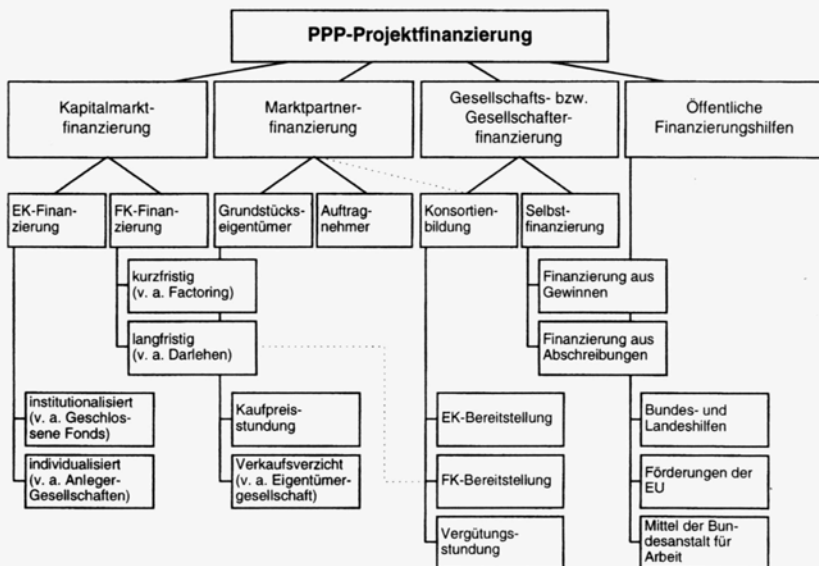 PPP-Projektfinanzierung
Kapitalmarkt-
finanzierung
Marktpartner-
finanzierung
Gesellschafts- bzw.
Gesellschafter-
finanzierung
Öffentliche
Finanzierungshilfen
EK-Finan-
zierung
FK-Finan-
zierung
Grundstücks-
eigentümer
Auftrag-
nehmer
Konsortien-
bildung
Selbst-
finanzierung
kurzfristig
(v. a. Factoring)
Finanzierung aus
Gewinnen
langfristig
(v. a. Darlehen)
Finanzierung aus
Abschreibungen
institutionalisiert
(v. a. Geschlos-
sene Fonds)
Kaufpreis-
stundung
EK-Bereitstellung
Bundes- und
Landeshilfen
individualisiert
(v. a. Anleger-
Gesellschaften)
Verkaufsverzicht
(v. a. Eigentümer-
gesellschaft)
FK-Bereitstellung
Förderungen der
EU
Vergütungs-
stundung
Mittel der Bun-
desanstalt für
Arbeit